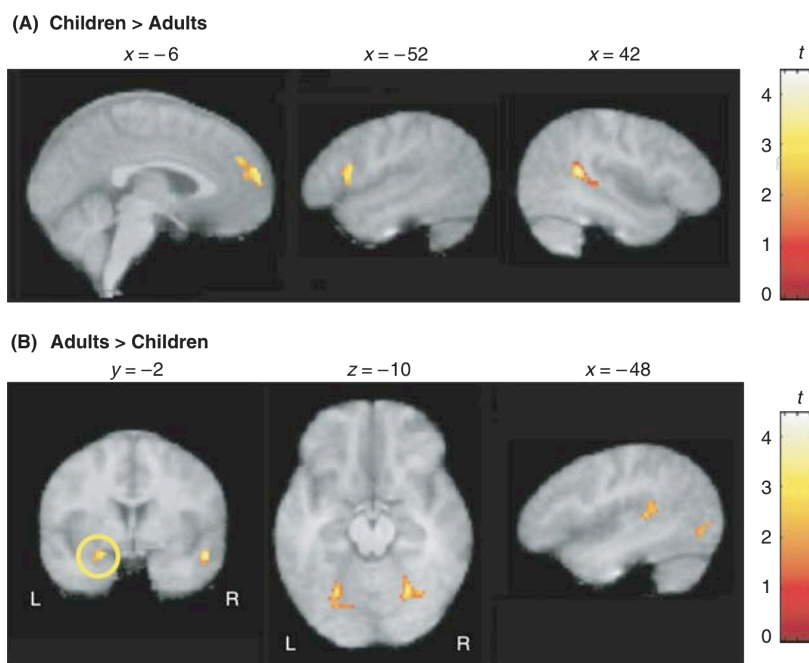 (A) Children > Adults
x = −6
x = −52
x = 42
t
4
3
2
1
0
(B) Adults > Children
y = −2
z = −10
x = −48
t
4
3
2
1
0
L
R
L
R